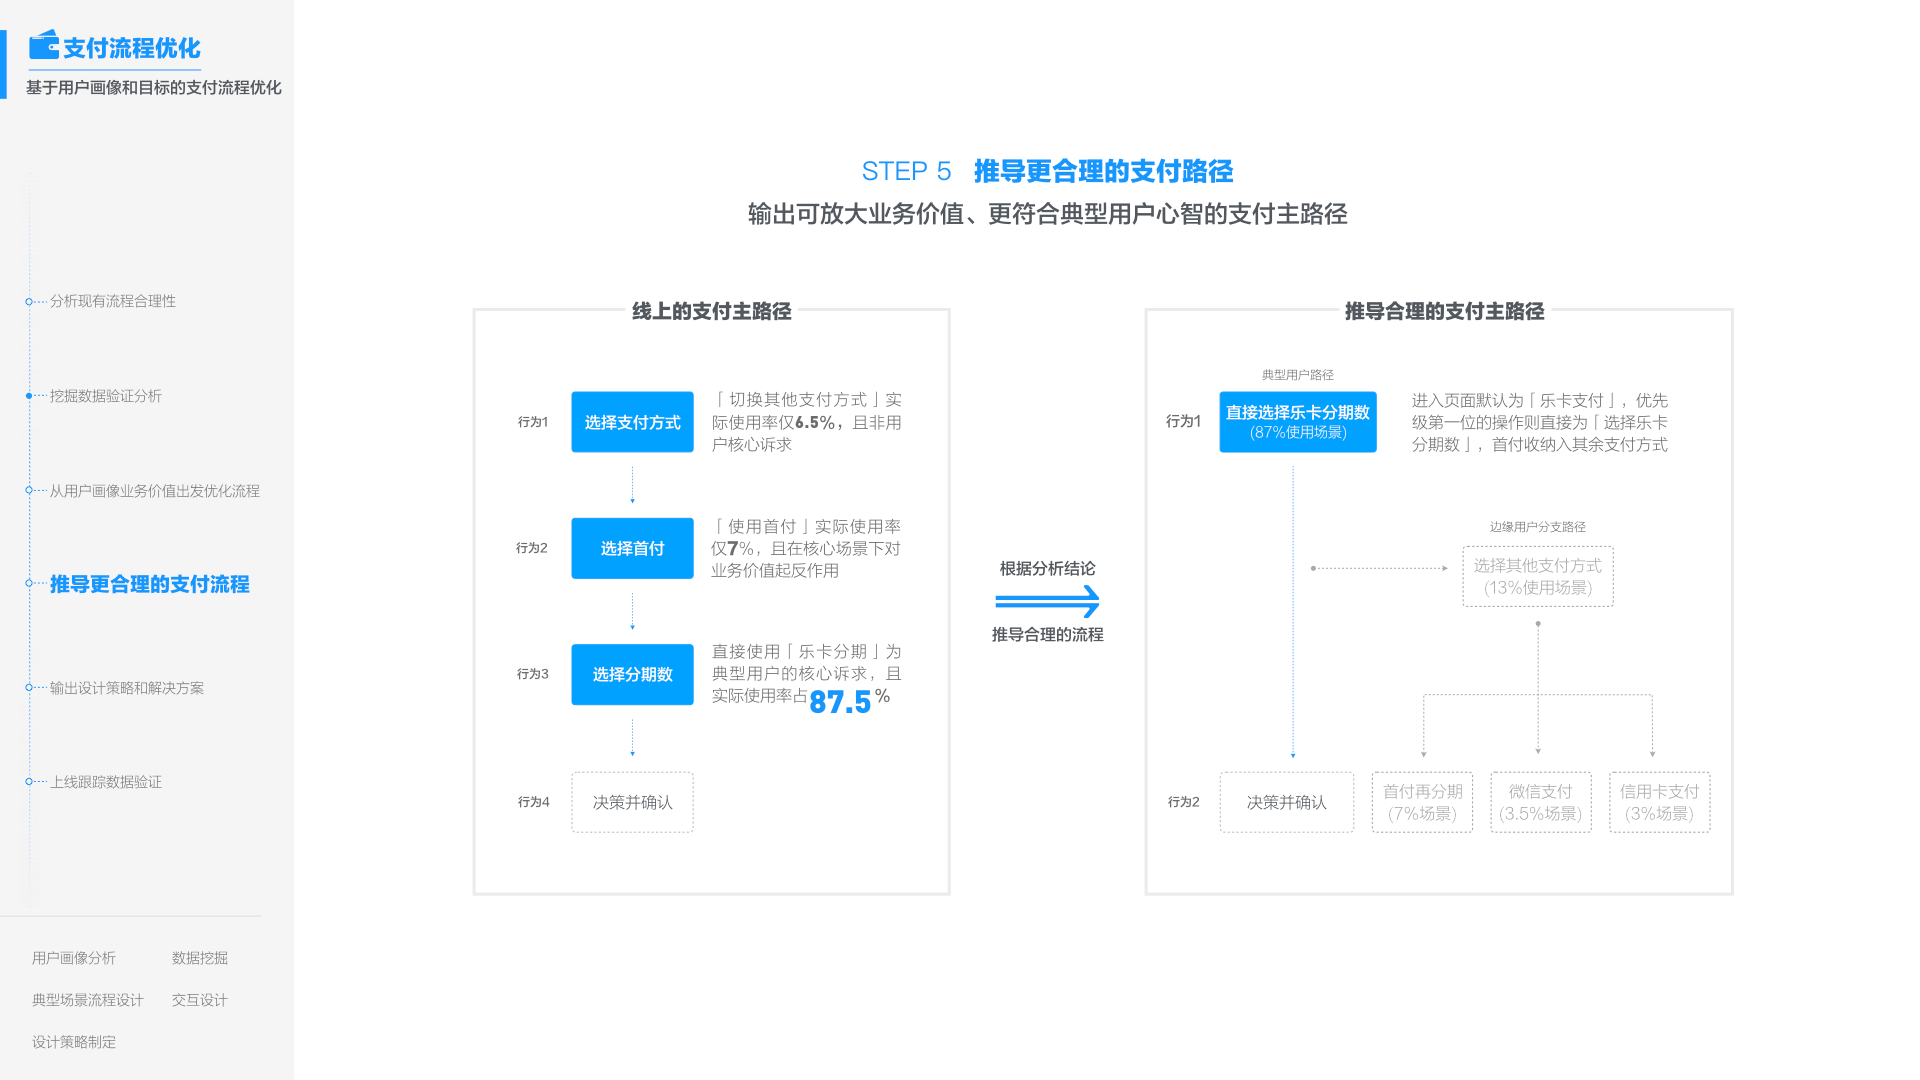 支付流程优化
基于用户画像和目标的支付流程优化
分析现有流程合理性
挖掘数据验证分析
从用户画像业务价值出发优化流程
推导更合理的支付流程
输出设计策略和解决方案
上线跟踪数据验证
用户画像分析
数据挖掘
典型场景流程设计
交互设计
设计策略制定
STEP 5 推导更合理的支付路径
输出可放大业务价值、更符合典型用户心智的支付主路径
线上的支付主路径
行为1
选择支付方式
「切换其他支付方式」实
际使用率仅6.5%，且非用
户核心诉求
行为2
选择首付
「使用首付」实际使用率
仅7%，且在核心场景下对
业务价值起反作用
行为3
选择分期数
直接使用「乐卡分期」为
典型用户的核心诉求，且
实际使用率占87.5%
行为4
决策并确认
根据分析结论
推导合理的流程
推导合理的支付主路径
典型用户路径
行为1
直接选择乐卡分期数
(87%使用场景)
进入页面默认为「乐卡支付」，优先
级第一位的操作则直接为「选择乐卡
分期数」，首付收纳入其余支付方式
边缘用户分支路径
选择其他支付方式
(13%使用场景)
行为2
决策并确认
首付再分期
(7%场景)
微信支付
(3.5%场景)
信用卡支付
(3%场景)